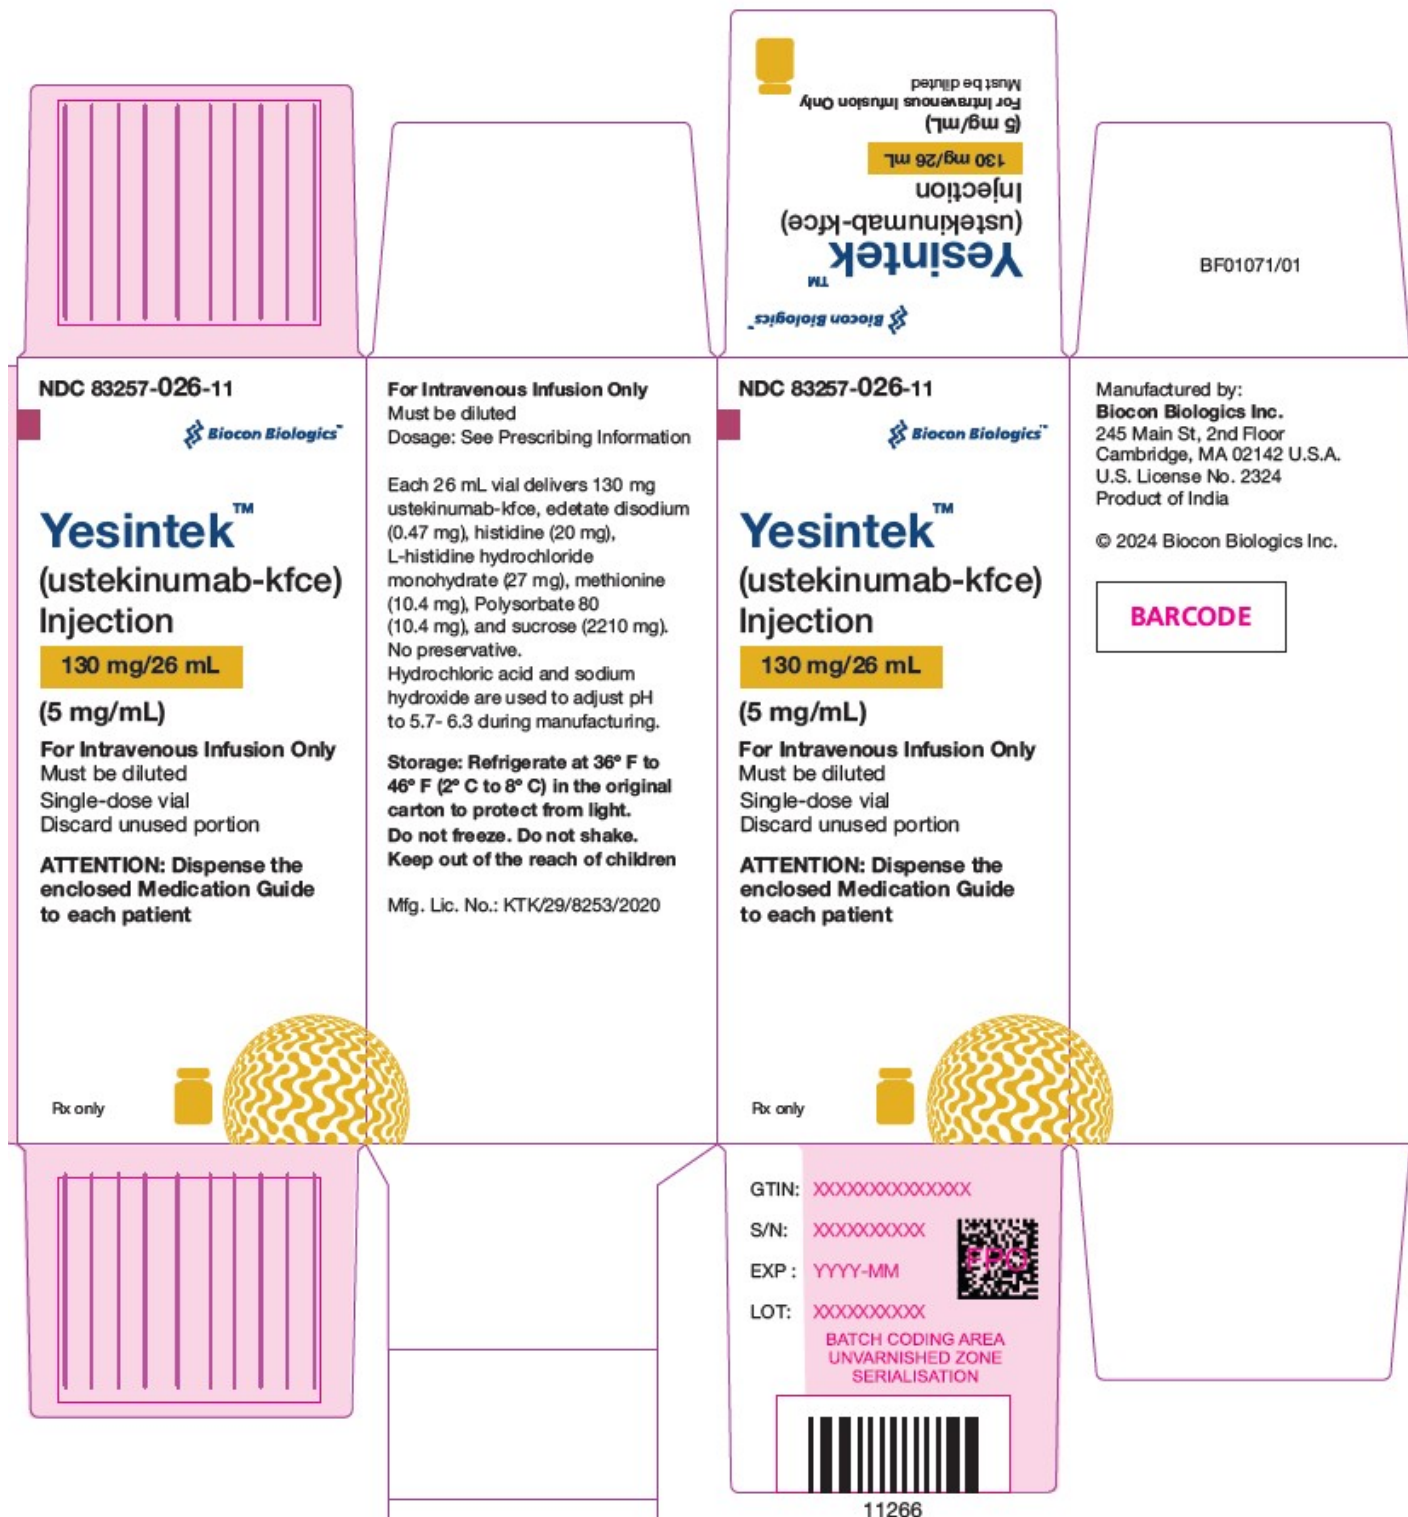 Biocon Biologics™
Yesintek™
(ustekinumab-kfce)
Injection
130 mg/26 mL
(5 mg/mL)
For Intravenous Infusion Only
Must be diluted
BF01071/01
NDC 83257-026-11
Biocon Biologics™
Yesintek™
(ustekinumab-kfce)
Injection
130 mg/26 mL
(5 mg/mL)
For Intravenous Infusion Only
Must be diluted
Single-dose vial
Discard unused portion
ATTENTION: Dispense the
enclosed Medication Guide
to each patient
Rx only
For Intravenous Infusion Only
Must be diluted
Dosage: See Prescribing Information
Each 26 mL vial delivers 130 mg
ustekinumab-kfce, edetate disodium
(0.47 mg), histidine (20 mg),
L-histidine hydrochloride
monohydrate (27 mg), methionine
(10.4 mg), Polysorbate 80
(10.4 mg), and sucrose (2210 mg).
No preservative.
Hydrochloric acid and sodium
hydroxide are used to adjust pH
to 5.7- 6.3 during manufacturing.
Storage: Refrigerate at 36º F to
46º F (2º C to 8º C) in the original
carton to protect from light.
Do not freeze. Do not shake.
Keep out of the reach of children
Mfg. Lic. No.: KTK/29/8253/2020
NDC 83257-026-11
Biocon Biologics™
Yesintek™
(ustekinumab-kfce)
Injection
130 mg/26 mL
(5 mg/mL)
For Intravenous Infusion Only
Must be diluted
Single-dose vial
Discard unused portion
ATTENTION: Dispense the
enclosed Medication Guide
to each patient
Rx only
Manufactured by:
Biocon Biologics Inc.
245 Main St, 2nd Floor
Cambridge, MA 02142 U.S.A.
U.S. License No. 2324
Product of India
© 2024 Biocon Biologics Inc.
BARCODE
GTIN: XXXXXXXXXXXXXX
S/N: XXXXXXXXXX
EXP : YYYY-MM
LOT: XXXXXXXXXX
FPO
BATCH CODING AREA
UNVARNISHED ZONE
SERIALISATION
11266